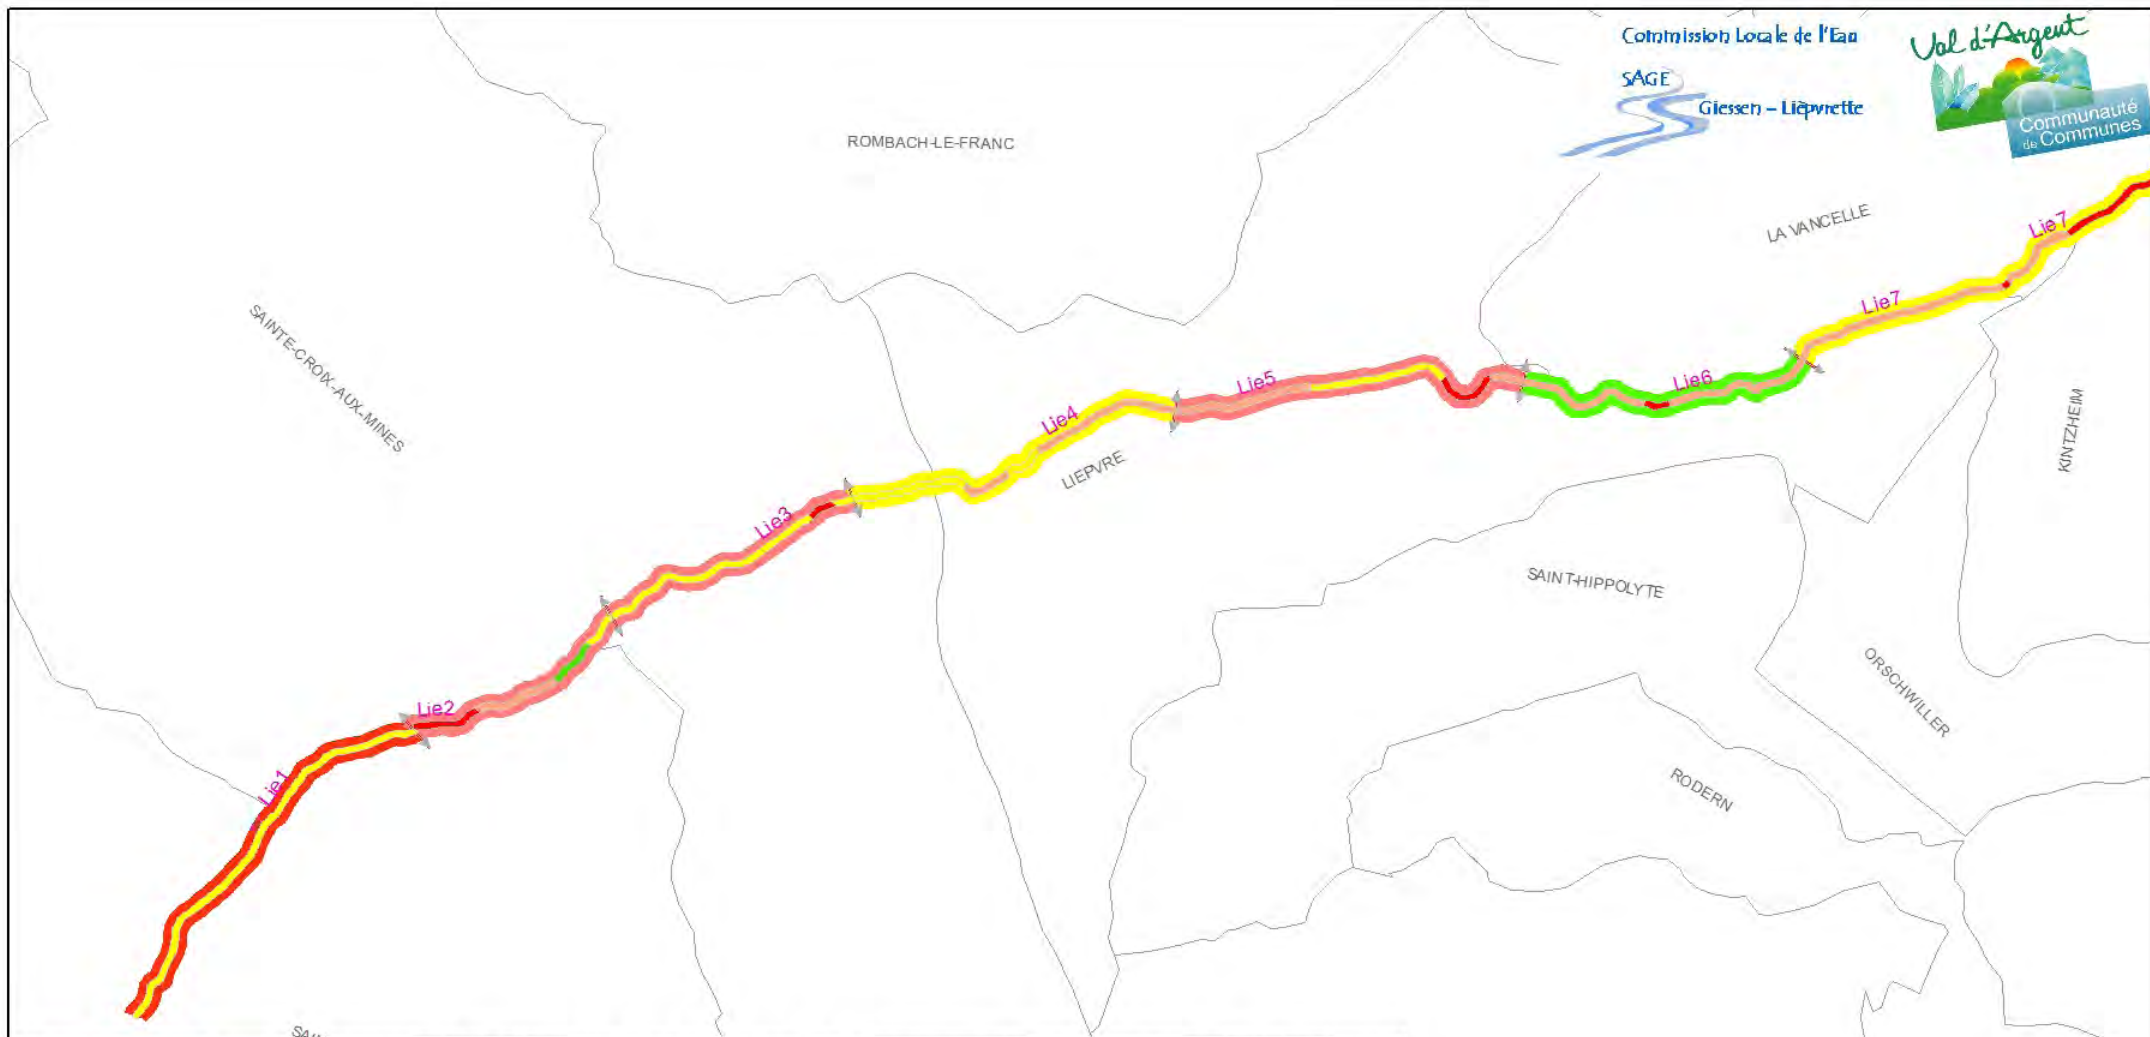 Commission Locale de l'Eau
SAGE
Giessen – Lièpvrette
Val d'Argent
Communauté
de Communes
ROMBACH-LE-FRANC
LA VANCELLE
Lie7
Lie7
SAINTE-CROIX-AUX-MINES
Lie6
Lie5
Lie4
KINTZHEIM
LIEPVRE
Lie3
SAINT-HIPPOLYTE
ORSCHWILLER
Lie2
Lie1
RODERN